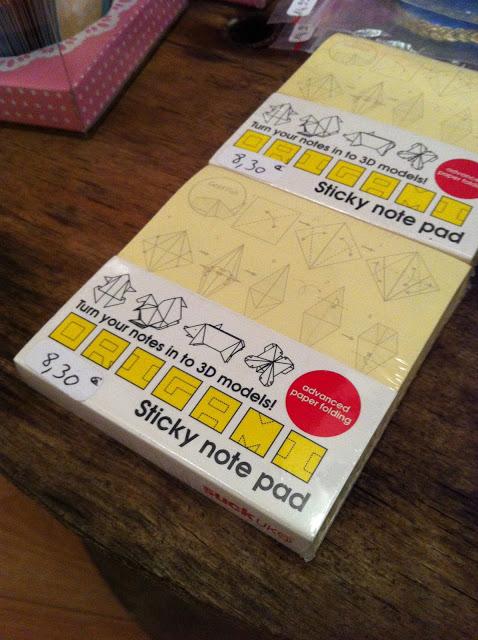 Turn your notes in to 3D models!
ORIGAMI
8,30 €
Sticky note pad
advanced
paper folding
Goldfish
Turn your notes in to 3D models!
ORIGAMI
8,30 €
Sticky note pad
advanced
paper folding
suck UK